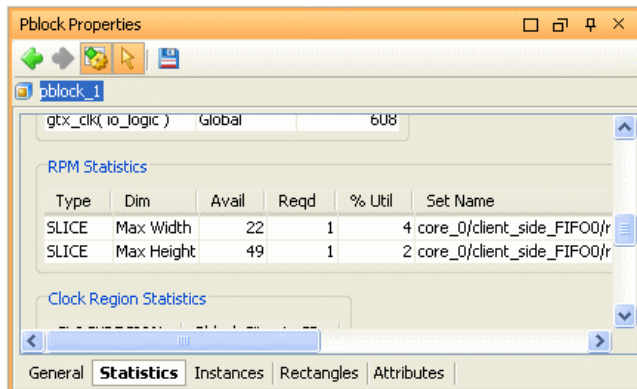 Pblock Properties
pblock_1
gtx_clk( io_logic ) Global 608
RPM Statistics
Type Dim Avail Reqd % Util Set Name
SLICE Max Width 22 1 4 core_0/client_side_FIFO0/r
SLICE Max Height 49 1 2 core_0/client_side_FIFO0/r
Clock Region Statistics
General Statistics Instances Rectangles Attributes